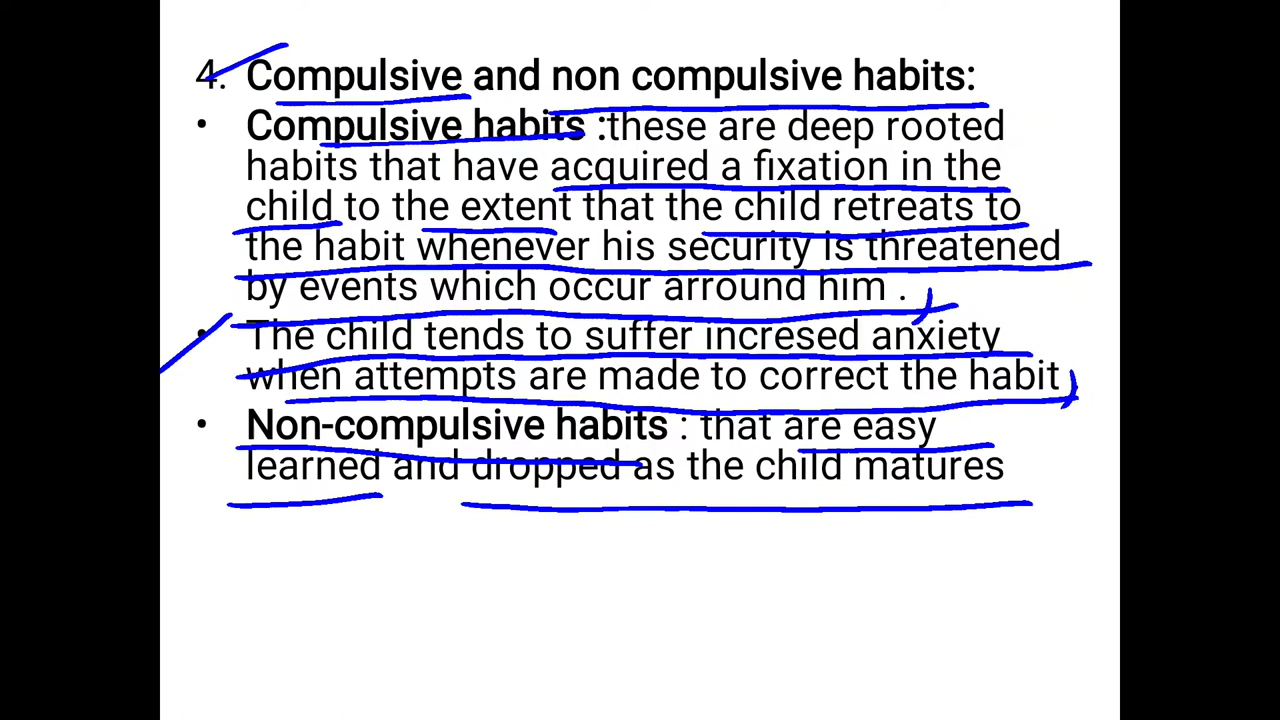 4. Compulsive and non compulsive habits:
• Compulsive habits :these are deep rooted
habits that have acquired a fixation in the
child to the extent that the child retreats to
the habit whenever his security is threatened
by events which occur arround him .
• The child tends to suffer incresed anxiety
when attempts are made to correct the habit
• Non-compulsive habits : that are easy
learned and dropped as the child matures